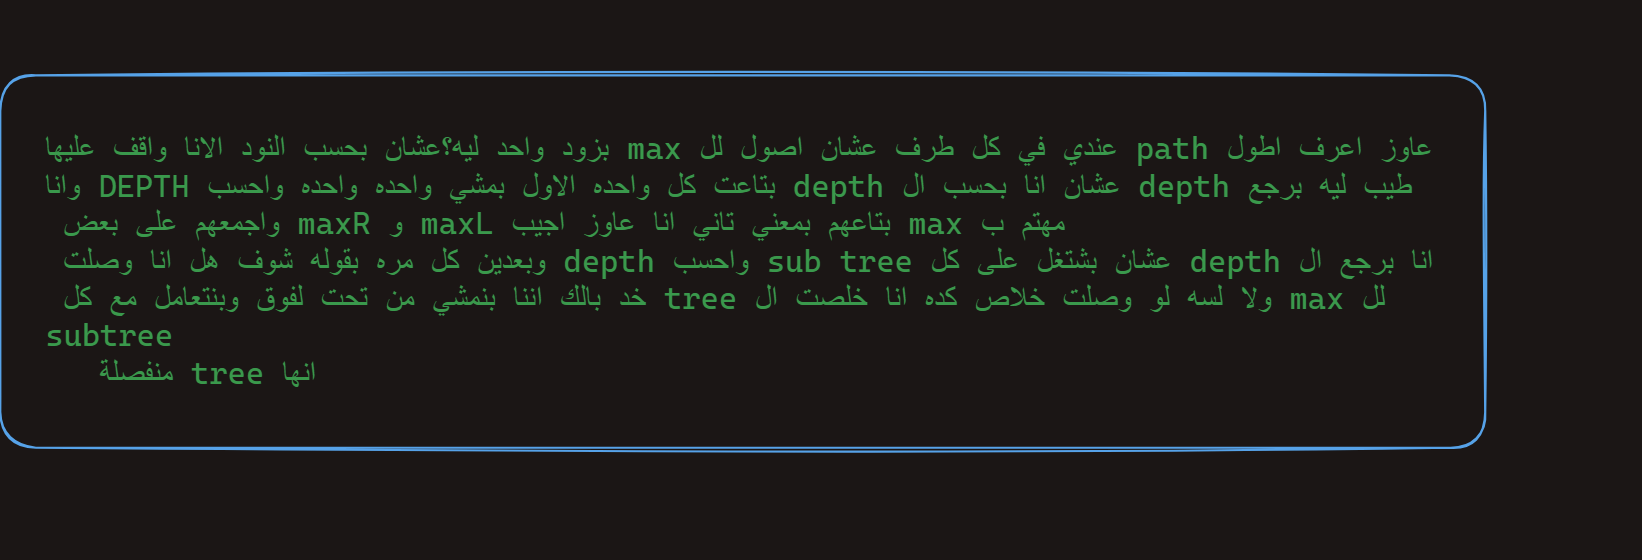 عاوز اعرف اطول path عندي في كل طرف عشان اصول لل max بزود واحد ليه؟عشان بحسب النود الانا واقف عليها
طيب ليه برجع depth عشان انا بحسب ال depth بتاعت كل واحده الاول بمشي واحده واحده واحسب DEPTH وانا
مهتم ب max بتاعهم بمعني تاني انا عاوز اجيب maxL و maxR واجمعهم على بعض
انا برجع ال depth عشان بشتغل على كل sub tree واحسب depth وبعدين كل مره بقوله شوف هل انا وصلت
لل max ولا لسه لو وصلت خلاص كده انا خلصت ال tree خد بالك اننا بنمشي من تحت لفوق وبنتعامل مع كل
subtree
انها tree منفصلة